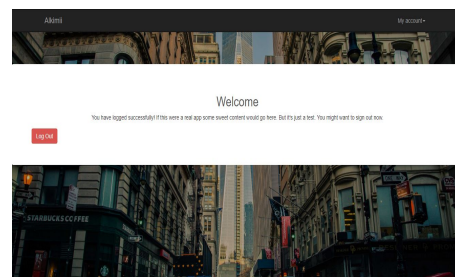 Alkimii
My account
Welcome
You have logged successfully! If this were a real app some sweet content would go here. But it's just a test. You might want to sign out now.
Log Out
STARBUCKS COFFEE